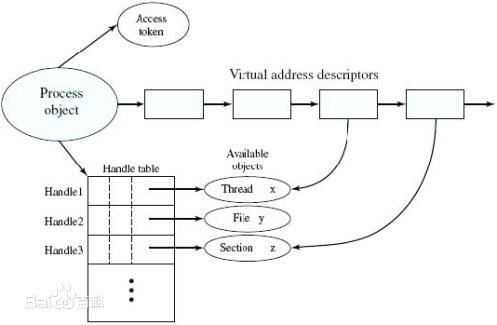 Access
token
Virtual address descriptors
Process
object
Available
objects
Handle table
Handle1
Thread x
Handle2
File y
Handle3
Section z
Bai百科